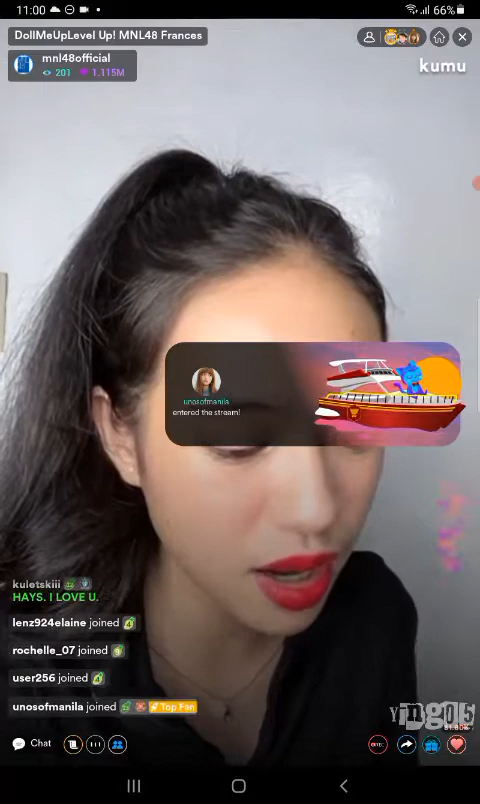 11:00
66%
DollMeUpLevel Up! MNL48 Frances
mnl48official
201 1.115M
kumu
unosofmanila
entered the stream!
kuletskiii
HAYS. I LOVE U.
lenz924elaine joined
rochelle_07 joined
user256 joined
unosofmanila joined Top Fan
Chat